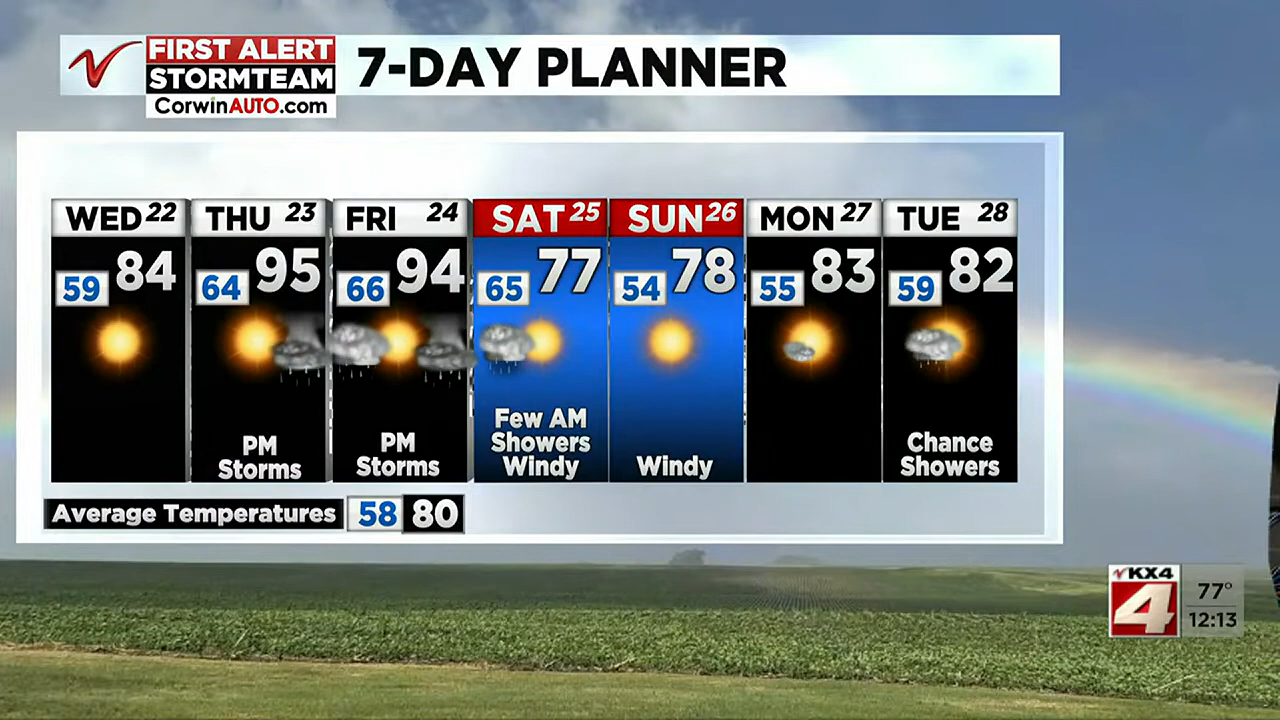 FIRST ALERT
STORMTEAM
CorwinAUTO.com
7-DAY PLANNER
WED 22
59 84
THU 23
64 95
PM
Storms
FRI 24
66 94
PM
Storms
SAT 25
65 77
Few AM
Showers
Windy
SUN 26
54 78
Windy
MON 27
55 83
TUE 28
59 82
Chance
Showers
Average Temperatures 58 80
KX4
4
77°
12:13